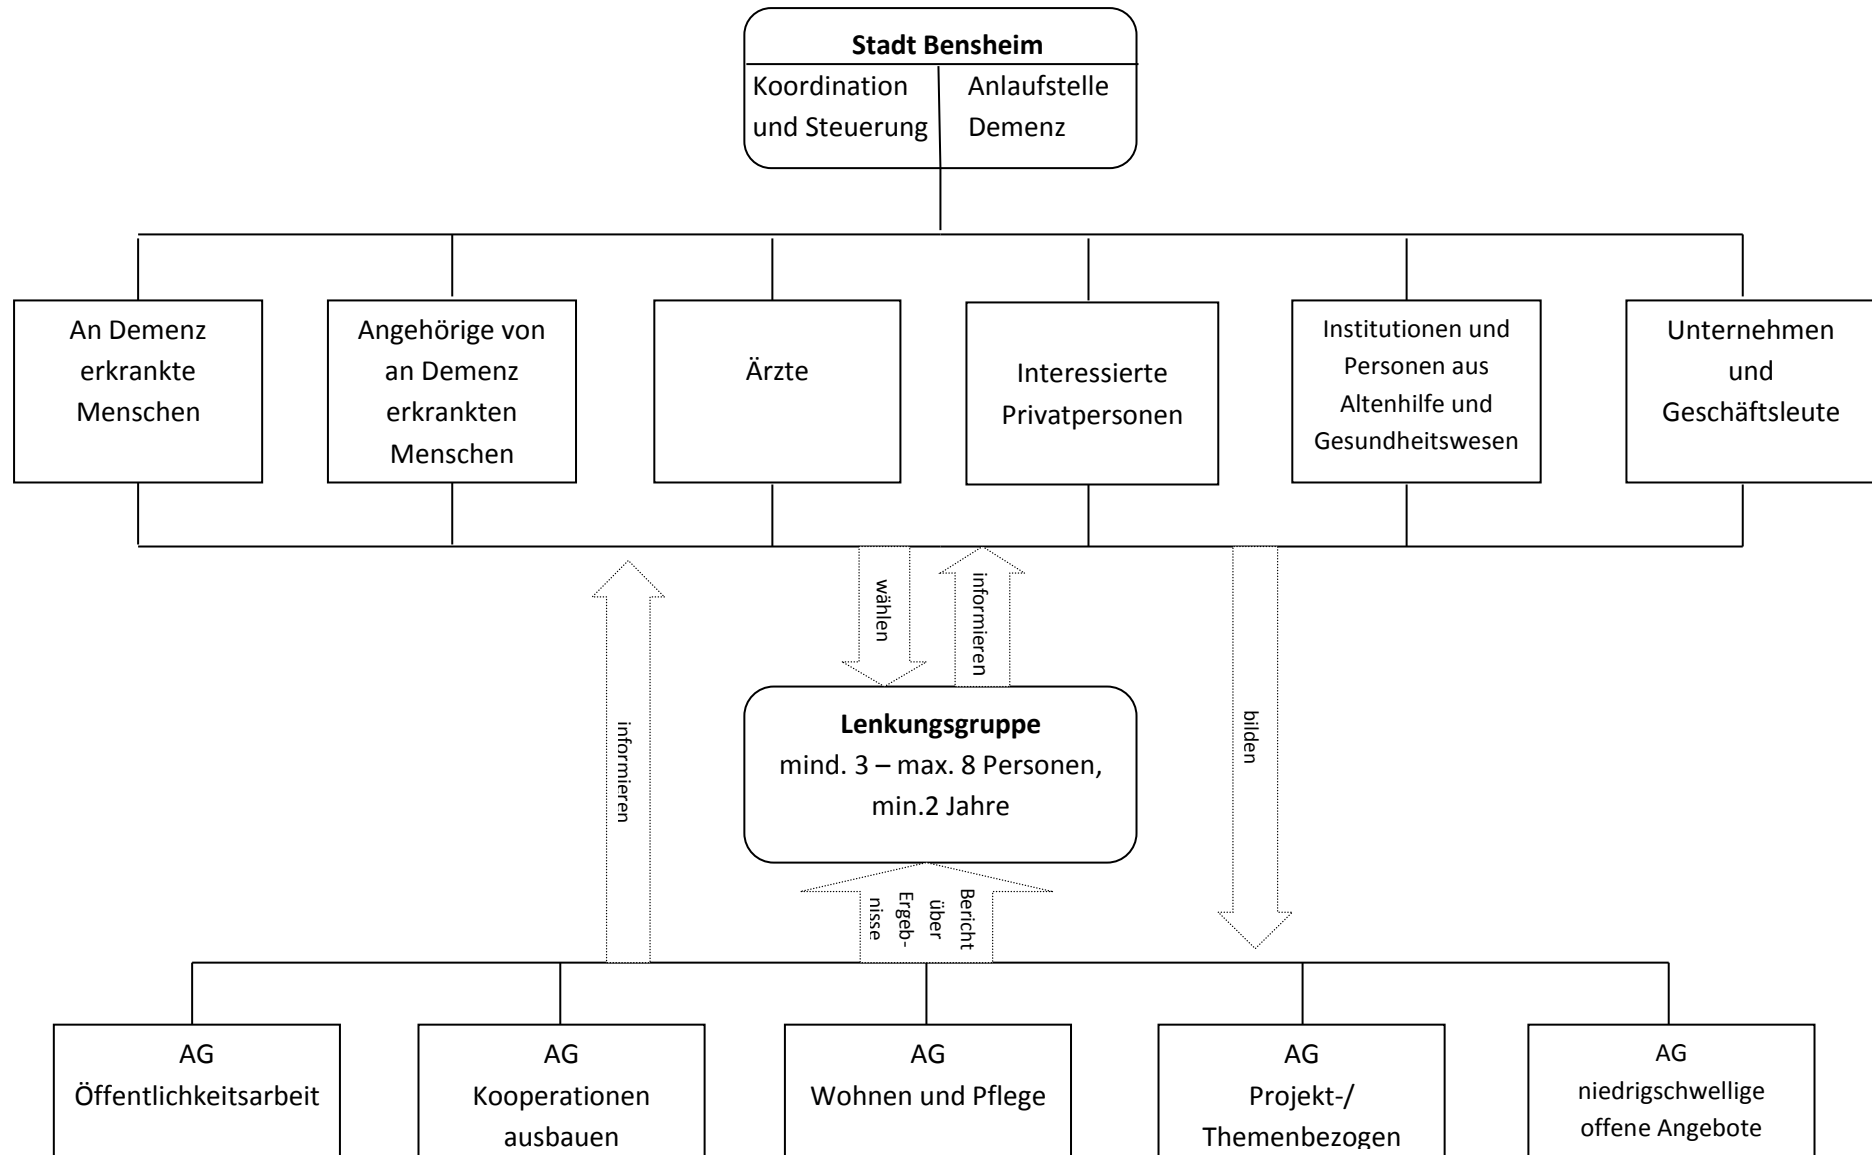 Stadt Bensheim
Koordination
und Steuerung
Anlaufstelle
Demenz
An Demenz
erkrankte
Menschen
Angehörige von
an Demenz
erkrankten
Menschen
Ärzte
Interessierte
Privatpersonen
Institutionen und
Personen aus
Altenhilfe und
Gesundheitswesen
Unternehmen
und
Geschäftsleute
wählen
informieren
informieren
bilden
Lenkungsgruppe
mind. 3 – max. 8 Personen,
min.2 Jahre
Bericht
über
Ergeb-
nisse
AG
Öffentlichkeitsarbeit
AG
Kooperationen
ausbauen
AG
Wohnen und Pflege
AG
Projekt-/
Themenbezogen
AG
niedrigschwellige
offene Angebote